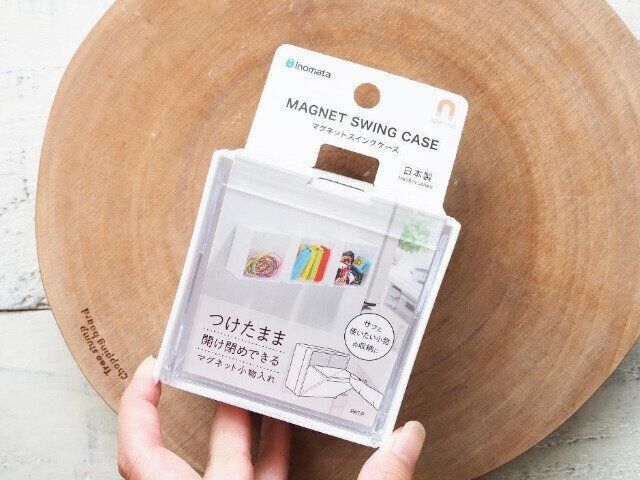 inomata
MAGNET SWING CASE
マグネットスイングケース
日本製
MADE IN JAPAN
つけたまま
開け閉めできる
マグネット小物入れ
サッと
使いたい小物
の収納に
PAT.P
Tree stump
Chopping board